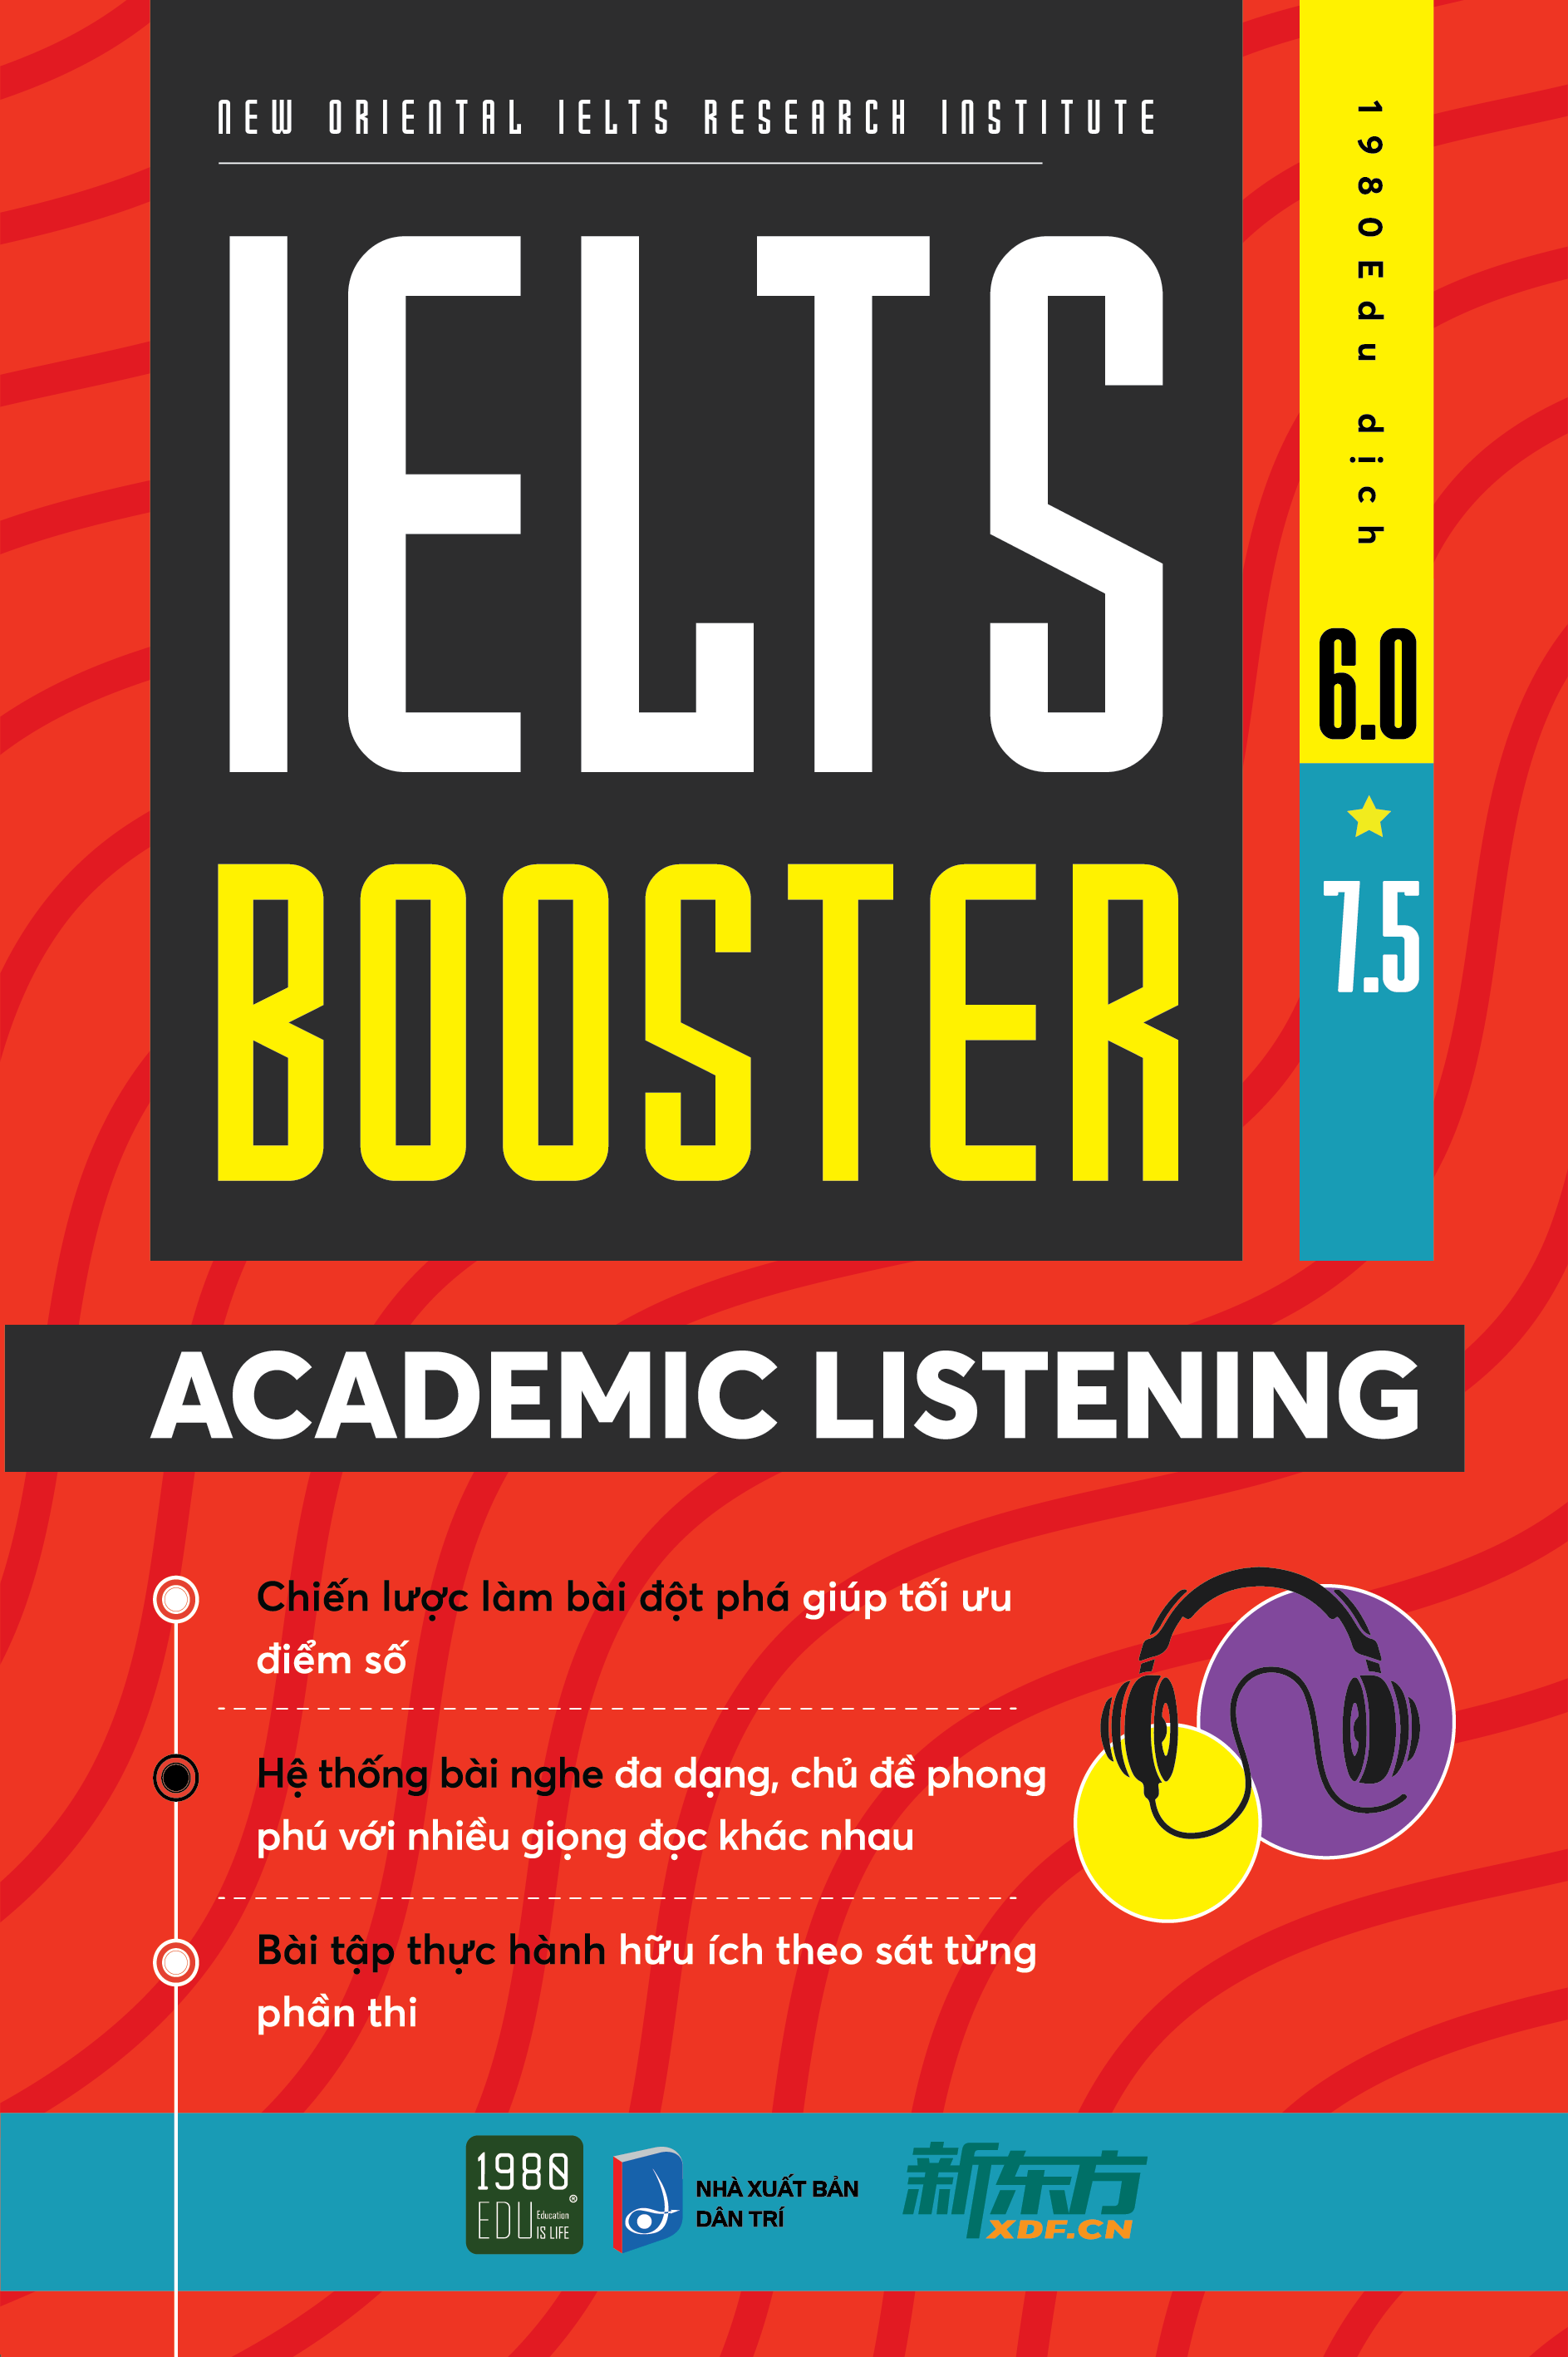 NEW ORIENTAL IELTS RESEARCH INSTITUTE
IELTS
BOOSTER
1980Edu dịch
6.0
7.5
ACADEMIC LISTENING
Chiến lược làm bài đột phá giúp tối ưu
điểm số
Hệ thống bài nghe đa dạng, chủ đề phong
phú với nhiều giọng đọc khác nhau
Bài tập thực hành hữu ích theo sát từng
phần thi
1980
EDU
®
Education
IS LIFE
NHÀ XUẤT BẢN
DÂN TRÍ
新东方
XDF.CN